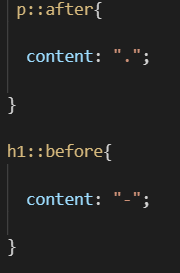 p::after{
content: ".";
}
h1::before{
content: "-";
}